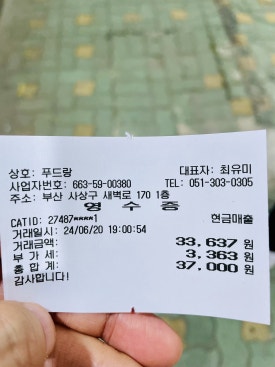 상호: 푸드랑 대표자: 최유미
사업자번호: 663-59-00380 TEL: 051-303-0305
주소: 부산 사상구 새벽로 170 1층
영수증
CATID: 27487****1 현금매출
거래일시: 24/06/20 19:00:54
거래금액: 33,637 원
부 가 세: 3,363 원
총 합 계: 37,000 원
감사합니다!